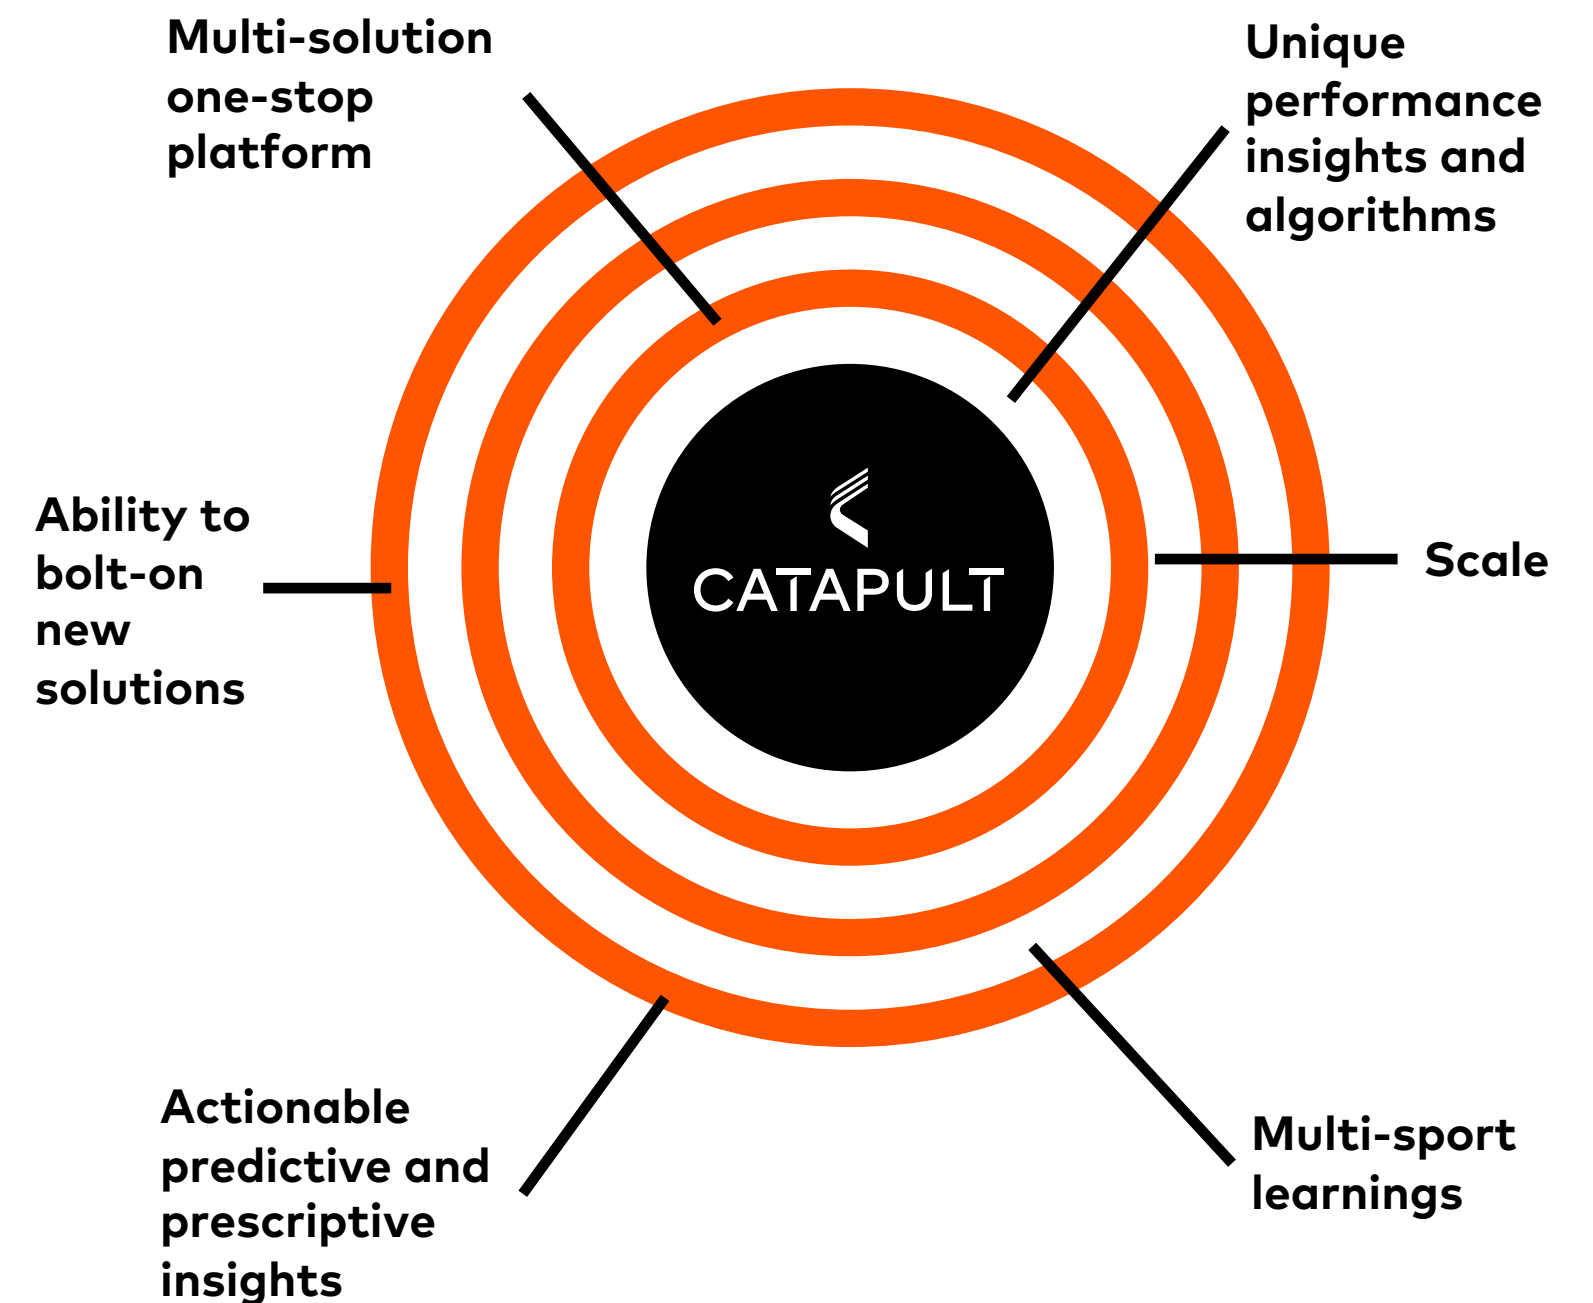 Multi-solution
one-stop
platform
Unique
performance
insights and
algorithms
Ability to
bolt-on
new
solutions
CATAPULT
Scale
Actionable
predictive and
prescriptive
insights
Multi-sport
learnings